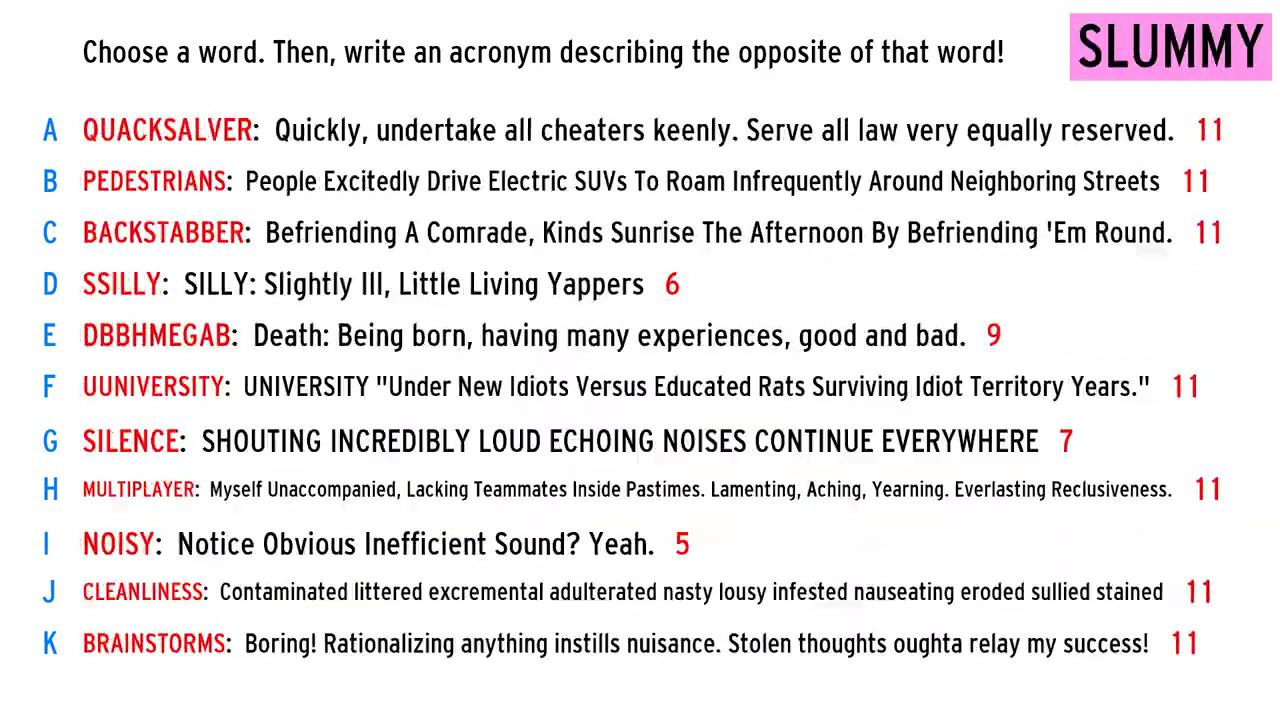 Choose a word. Then, write an acronym describing the opposite of that word!
SLUMMY
A QUACKSALVER: Quickly, undertake all cheaters keenly. Serve all law very equally reserved. 11
B PEDESTRIANS: People Excitedly Drive Electric SUVs To Roam Infrequently Around Neighboring Streets 11
C BACKSTABBER: Befriending A Comrade, Kinds Sunrise The Afternoon By Befriending 'Em Round. 11
D SSILLY: SILLY: Slightly Ill, Little Living Yappers 6
E DBBHMEGAB: Death: Being born, having many experiences, good and bad. 9
F UUNIVERSITY: UNIVERSITY "Under New Idiots Versus Educated Rats Surviving Idiot Territory Years." 11
G SILENCE: SHOUTING INCREDIBLY LOUD ECHOING NOISES CONTINUE EVERYWHERE 7
H MULTIPLAYER: Myself Unaccompanied, Lacking Teammates Inside Pastimes. Lamenting, Aching, Yearning. Everlasting Reclusiveness. 11
I NOISY: Notice Obvious Inefficient Sound? Yeah. 5
J CLEANLINESS: Contaminated littered excremental adulterated nasty lousy infested nauseating eroded sullied stained 11
K BRAINSTORMS: Boring! Rationalizing anything instills nuisance. Stolen thoughts oughta relay my success! 11